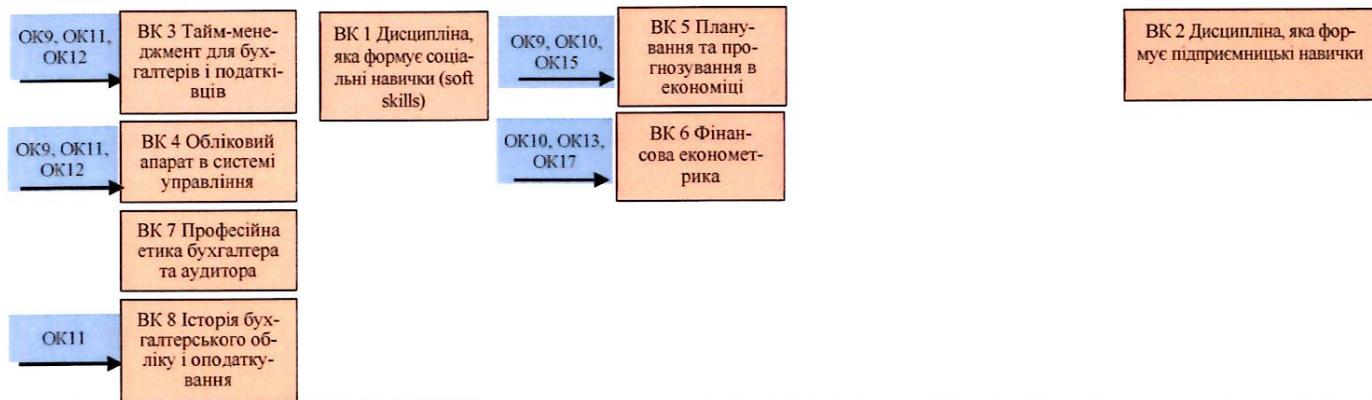 ОК9, ОК11,
ОК12
ВК 3 Тайм-мене-
джмент для бух-
галтерів і податкі-
вців
ВК 1 Дисципліна,
яка формує соціа-
льні навички (soft
skills)
ОК9, ОК10,
ОК15
ВК 5 Плану-
вання та про-
гнозування в
економіці
ВК 2 Дисципліна, яка фор-
мує підприємницькі навички
ОК9, ОК11,
ОК12
ВК 4 Обліковий
апарат в системі
управління
ОК10, ОК13,
ОК17
ВК 6 Фінан-
сова економет-
рика
ВК 7 Професійна
етика бухгалтера
та аудитора
ОК11
ВК 8 Історія бух-
галтерського об-
ліку і оподатку-
вання